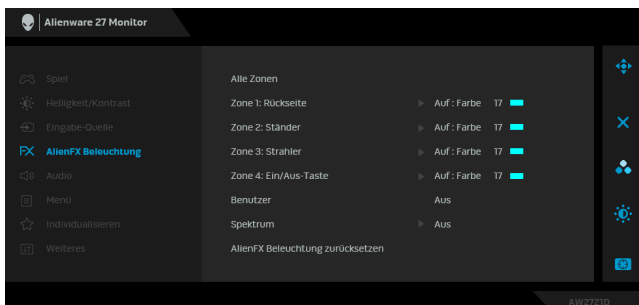 Alienware 27 Monitor
Spiel
Helligkeit/Kontrast
Eingabe-Quelle
FX AlienFX Beleuchtung
Audio
Menü
Individualisieren
Weiteres
Alle Zonen
Zone 1: Rückseite Auf : Farbe 17
Zone 2: Ständer Auf : Farbe 17
Zone 3: Strahler Auf : Farbe 17
Zone 4: Ein/Aus-Taste Auf : Farbe 17
Benutzer Aus
Spektrum Aus
AlienFX Beleuchtung zurücksetzen
AW2721D